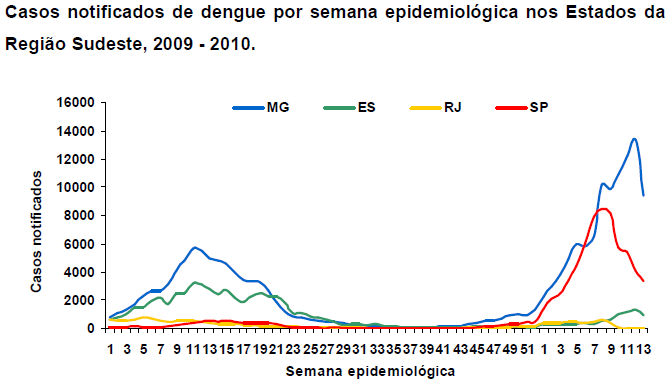 Casos notificados de dengue por semana epidemiológica nos Estados da
Região Sudeste, 2009 - 2010.
MG ES RJ SP
16000
14000
12000
10000
8000
6000
4000
2000
0
Casos notificados
1 3 5 7 9 11 13 15 17 19 21 23 25 27 29 31 33 35 37 39 41 43 45 47 49 51 1 3 5 7 9 11 13
Semana epidemiológica